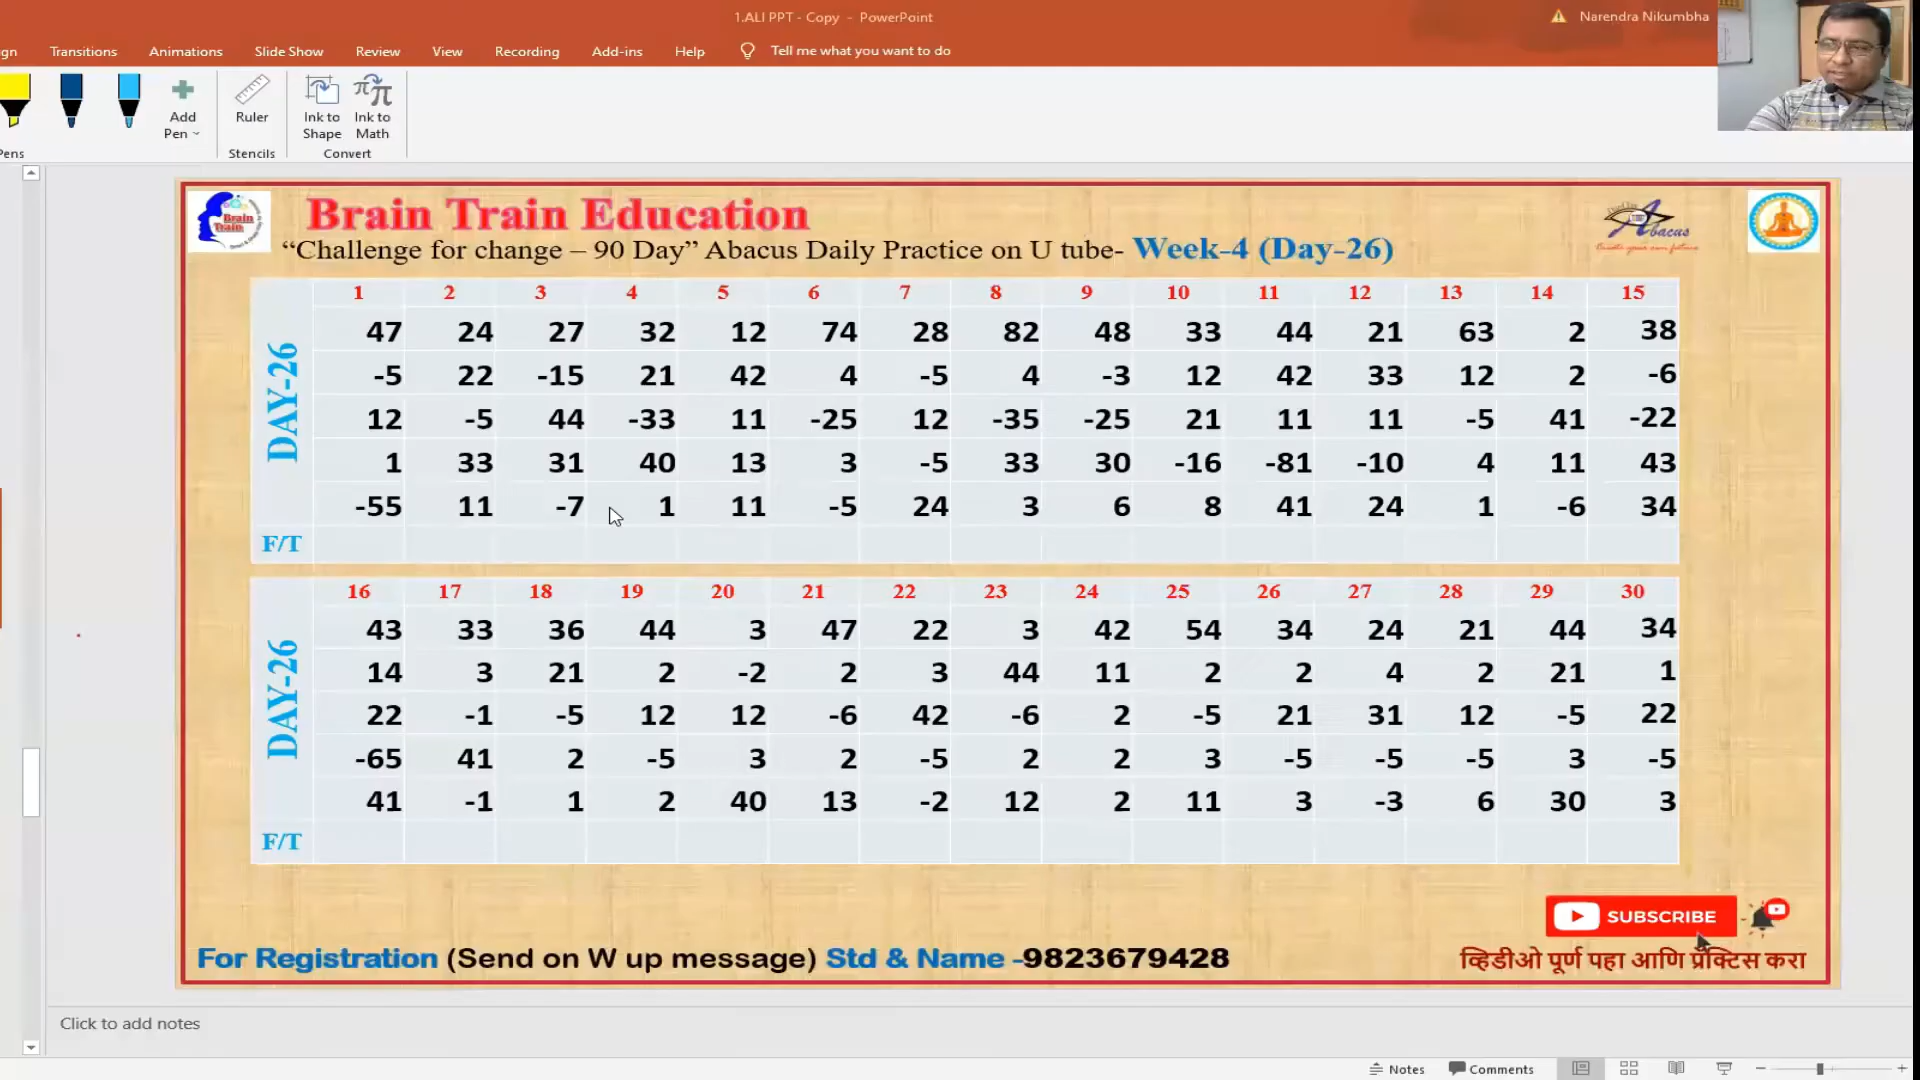 1.ALI PPT - Copy - PowerPoint
Narendra Nikumbha
gn Transitions Animations Slide Show Review View Recording Add-ins Help Tell me what you want to do
Add Pen
Ruler
Ink to Shape
Ink to Math
Pens
Stencils
Convert
Brain Train
Brain Train Education
Abacus
"Challenge for change – 90 Day" Abacus Daily Practice on U tube- Week-4 (Day-26)
DAY-26
1 2 3 4 5 6 7 8 9 10 11 12 13 14 15
47 24 27 32 12 74 28 82 48 33 44 21 63 2 38
-5 22 -15 21 42 4 -5 4 -3 12 42 33 12 2 -6
12 -5 44 -33 11 -25 12 -35 -25 21 11 11 -5 41 -22
1 33 31 40 13 3 -5 33 30 -16 -81 -10 4 11 43
-55 11 -7 1 11 -5 24 3 6 8 41 24 1 -6 34
F/T
DAY-26
16 17 18 19 20 21 22 23 24 25 26 27 28 29 30
43 33 36 44 3 47 22 3 42 54 34 24 21 44 34
14 3 21 2 -2 2 3 44 11 2 2 4 2 21 1
22 -1 -5 12 12 -6 42 -6 2 -5 21 31 12 -5 22
-65 41 2 -5 3 2 -5 2 2 3 -5 -5 -5 3 -5
41 -1 1 2 40 13 -2 12 2 11 3 -3 6 30 3
F/T
SUBSCRIBE
For Registration (Send on W up message) Std & Name -9823679428
व्हिडीओ पूर्ण पहा आणि प्रॅक्टिस करा
Click to add notes
Notes Comments